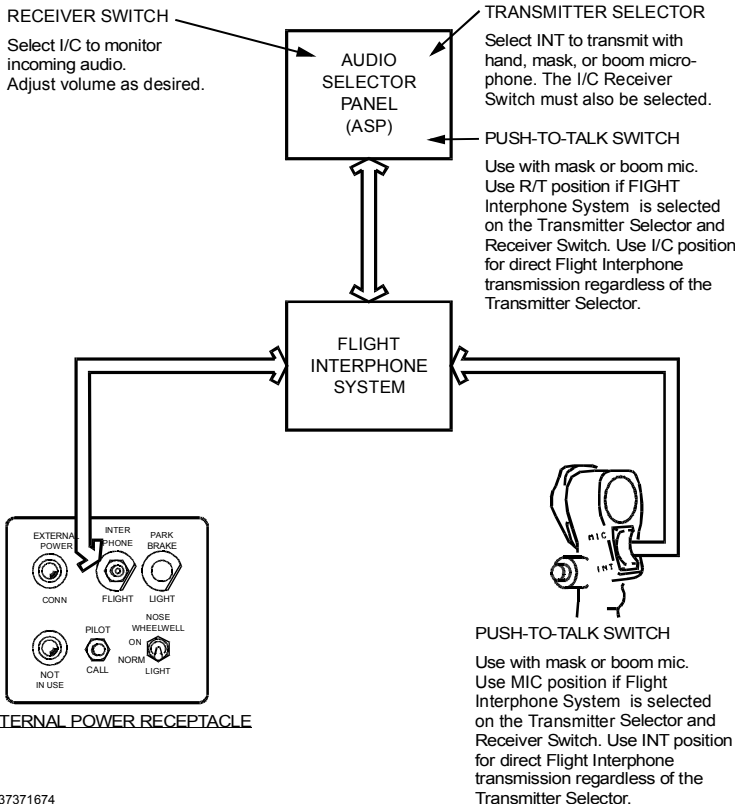 RECEIVER SWITCH
Select I/C to monitor
incoming audio.
Adjust volume as desired.
AUDIO
SELECTOR
PANEL
(ASP)
TRANSMITTER SELECTOR
Select INT to transmit with
hand, mask, or boom micro-
phone. The I/C Receiver
Switch must also be selected.
PUSH-TO-TALK SWITCH
Use with mask or boom mic.
Use R/T position if FIGHT
Interphone System is selected
on the Transmitter Selector and
Receiver Switch. Use I/C position
for direct Flight Interphone
transmission regardless of the
Transmitter Selector.
FLIGHT
INTERPHONE
SYSTEM
EXTERNAL
POWER
CONN
INTER
PHONE
FLIGHT
PARK
BRAKE
LIGHT
NOT
IN USE
PILOT
CALL
NOSE
WHEELWELL
ON
NORM
LIGHT
TERNAL POWER RECEPTACLE
MIC
INT
PUSH-TO-TALK SWITCH
Use with mask or boom mic.
Use MIC position if Flight
Interphone System is selected
on the Transmitter Selector and
Receiver Switch. Use INT position
for direct Flight Interphone
transmission regardless of the
Transmitter Selector.
37371674